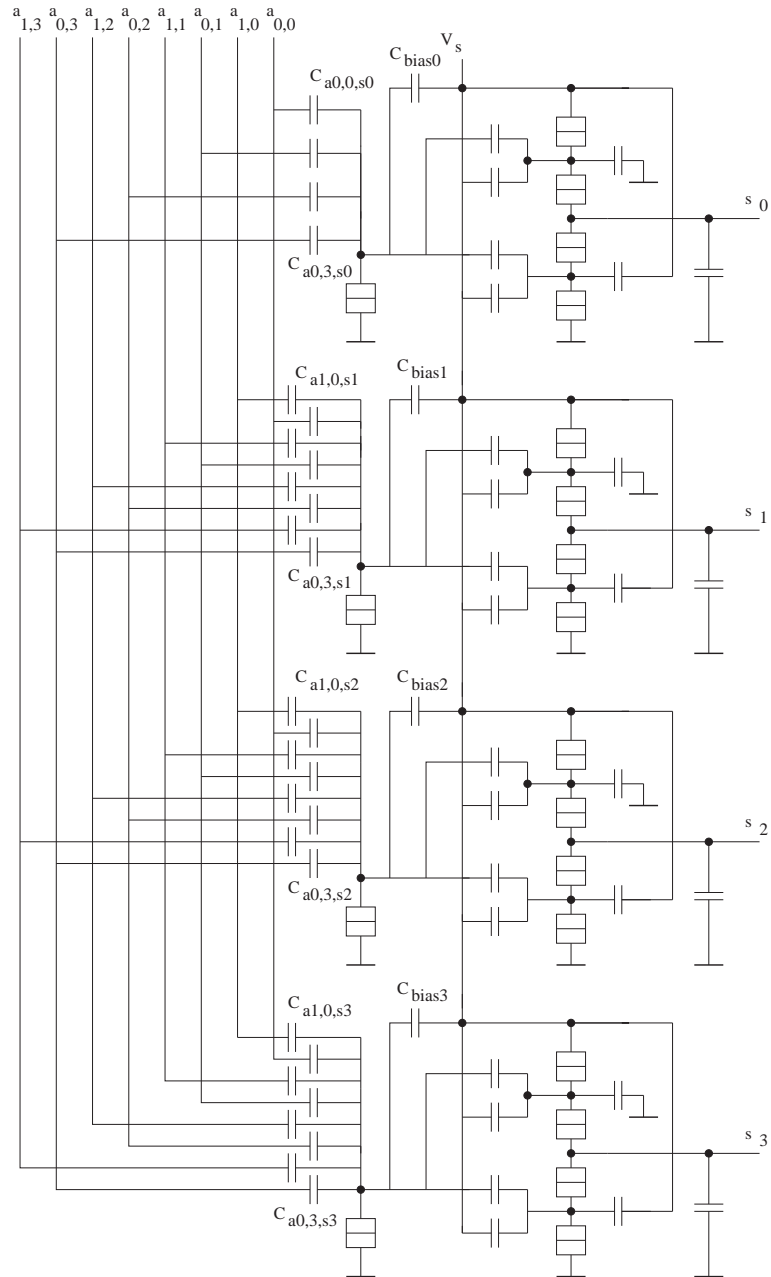 a1,3 a0,3 a1,2 a0,2 a1,1 a0,1 a1,0 a0,0
Vs
Cbias0
Ca0,0,s0
s0
Ca0,3,s0
Ca1,0,s1
Cbias1
s1
Ca0,3,s1
Ca1,0,s2
Cbias2
s2
Ca0,3,s2
Ca1,0,s3
Cbias3
s3
Ca0,3,s3